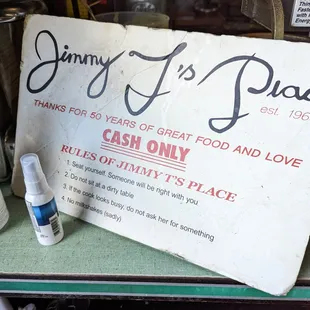 Jimmy T's Place
est. 196
THANKS FOR 50 YEARS OF GREAT FOOD AND LOVE
CASH ONLY
RULES OF JIMMY T'S PLACE
1. Seat yourself. Someone will be right with you
2. Do not sit at a dirty table
3. If the cook looks busy, do not ask her for something
4. No milkshakes (sadly)